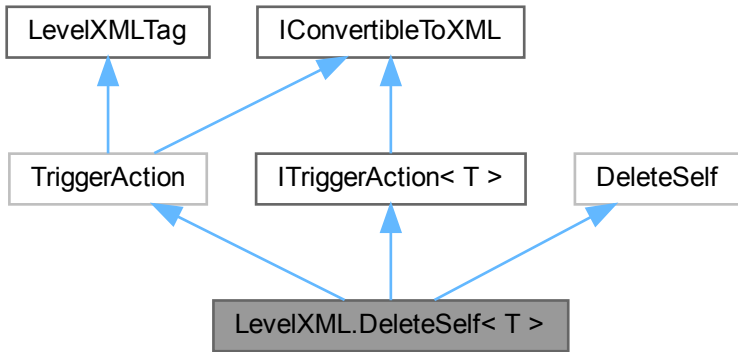 LevelXMLTag
IConvertibleToXML
TriggerAction
ITriggerAction< T >
DeleteSelf
LevelXML.DeleteSelf< T >